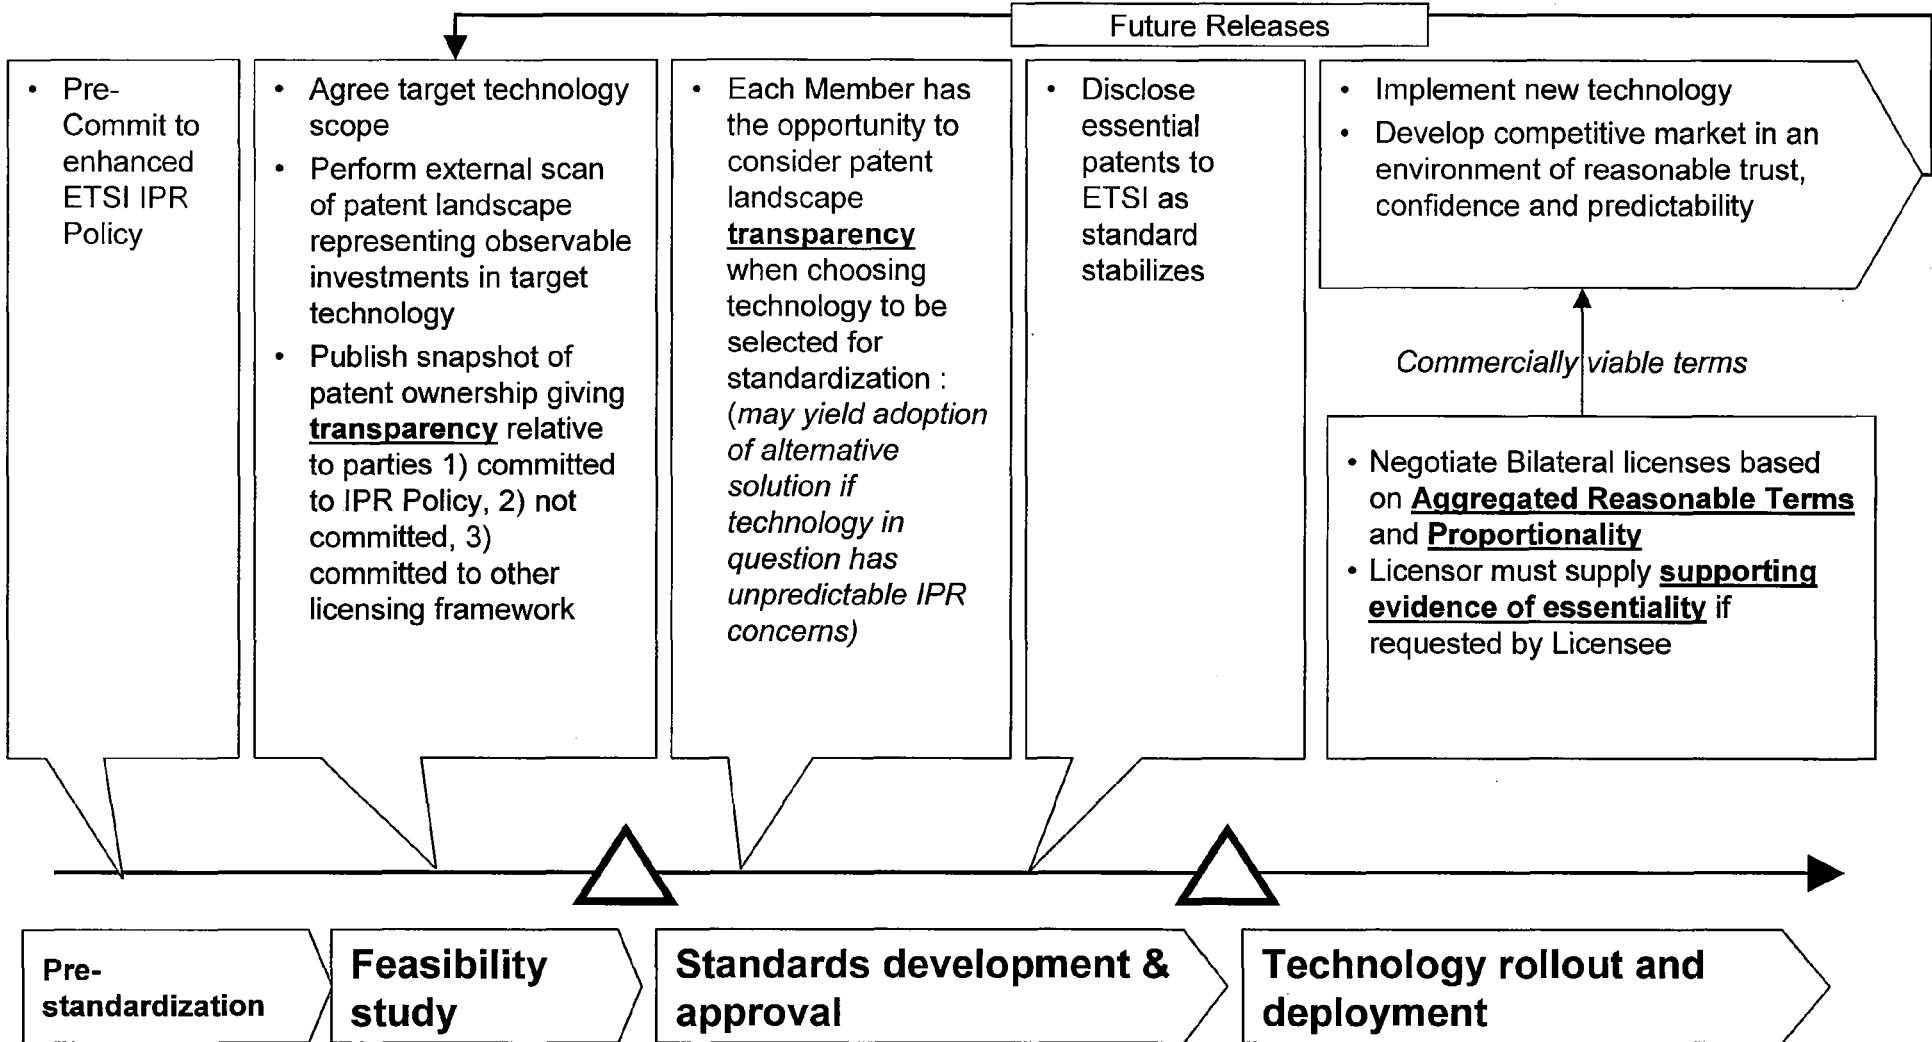 Future Releases
• Pre-
Commit to
enhanced
ETSI IPR
Policy
• Agree target technology
scope
• Perform external scan
of patent landscape
representing observable
investments in target
technology
• Publish snapshot of
patent ownership giving
transparency relative
to parties 1) committed
to IPR Policy, 2) not
committed, 3)
committed to other
licensing framework
• Each Member has
the opportunity to
consider patent
landscape
transparency
when choosing
technology to be
selected for
standardization :
(may yield adoption
of alternative
solution if
technology in
question has
unpredictable IPR
concerns)
• Disclose
essential
patents to
ETSI as
standard
stabilizes
• Implement new technology
• Develop competitive market in an
environment of reasonable trust,
confidence and predictability
Commercially viable terms
• Negotiate Bilateral licenses based
on Aggregated Reasonable Terms
and Proportionality
• Licensor must supply supporting
evidence of essentiality if
requested by Licensee
Pre-
standardization
Feasibility
study
Standards development &
approval
Technology rollout and
deployment